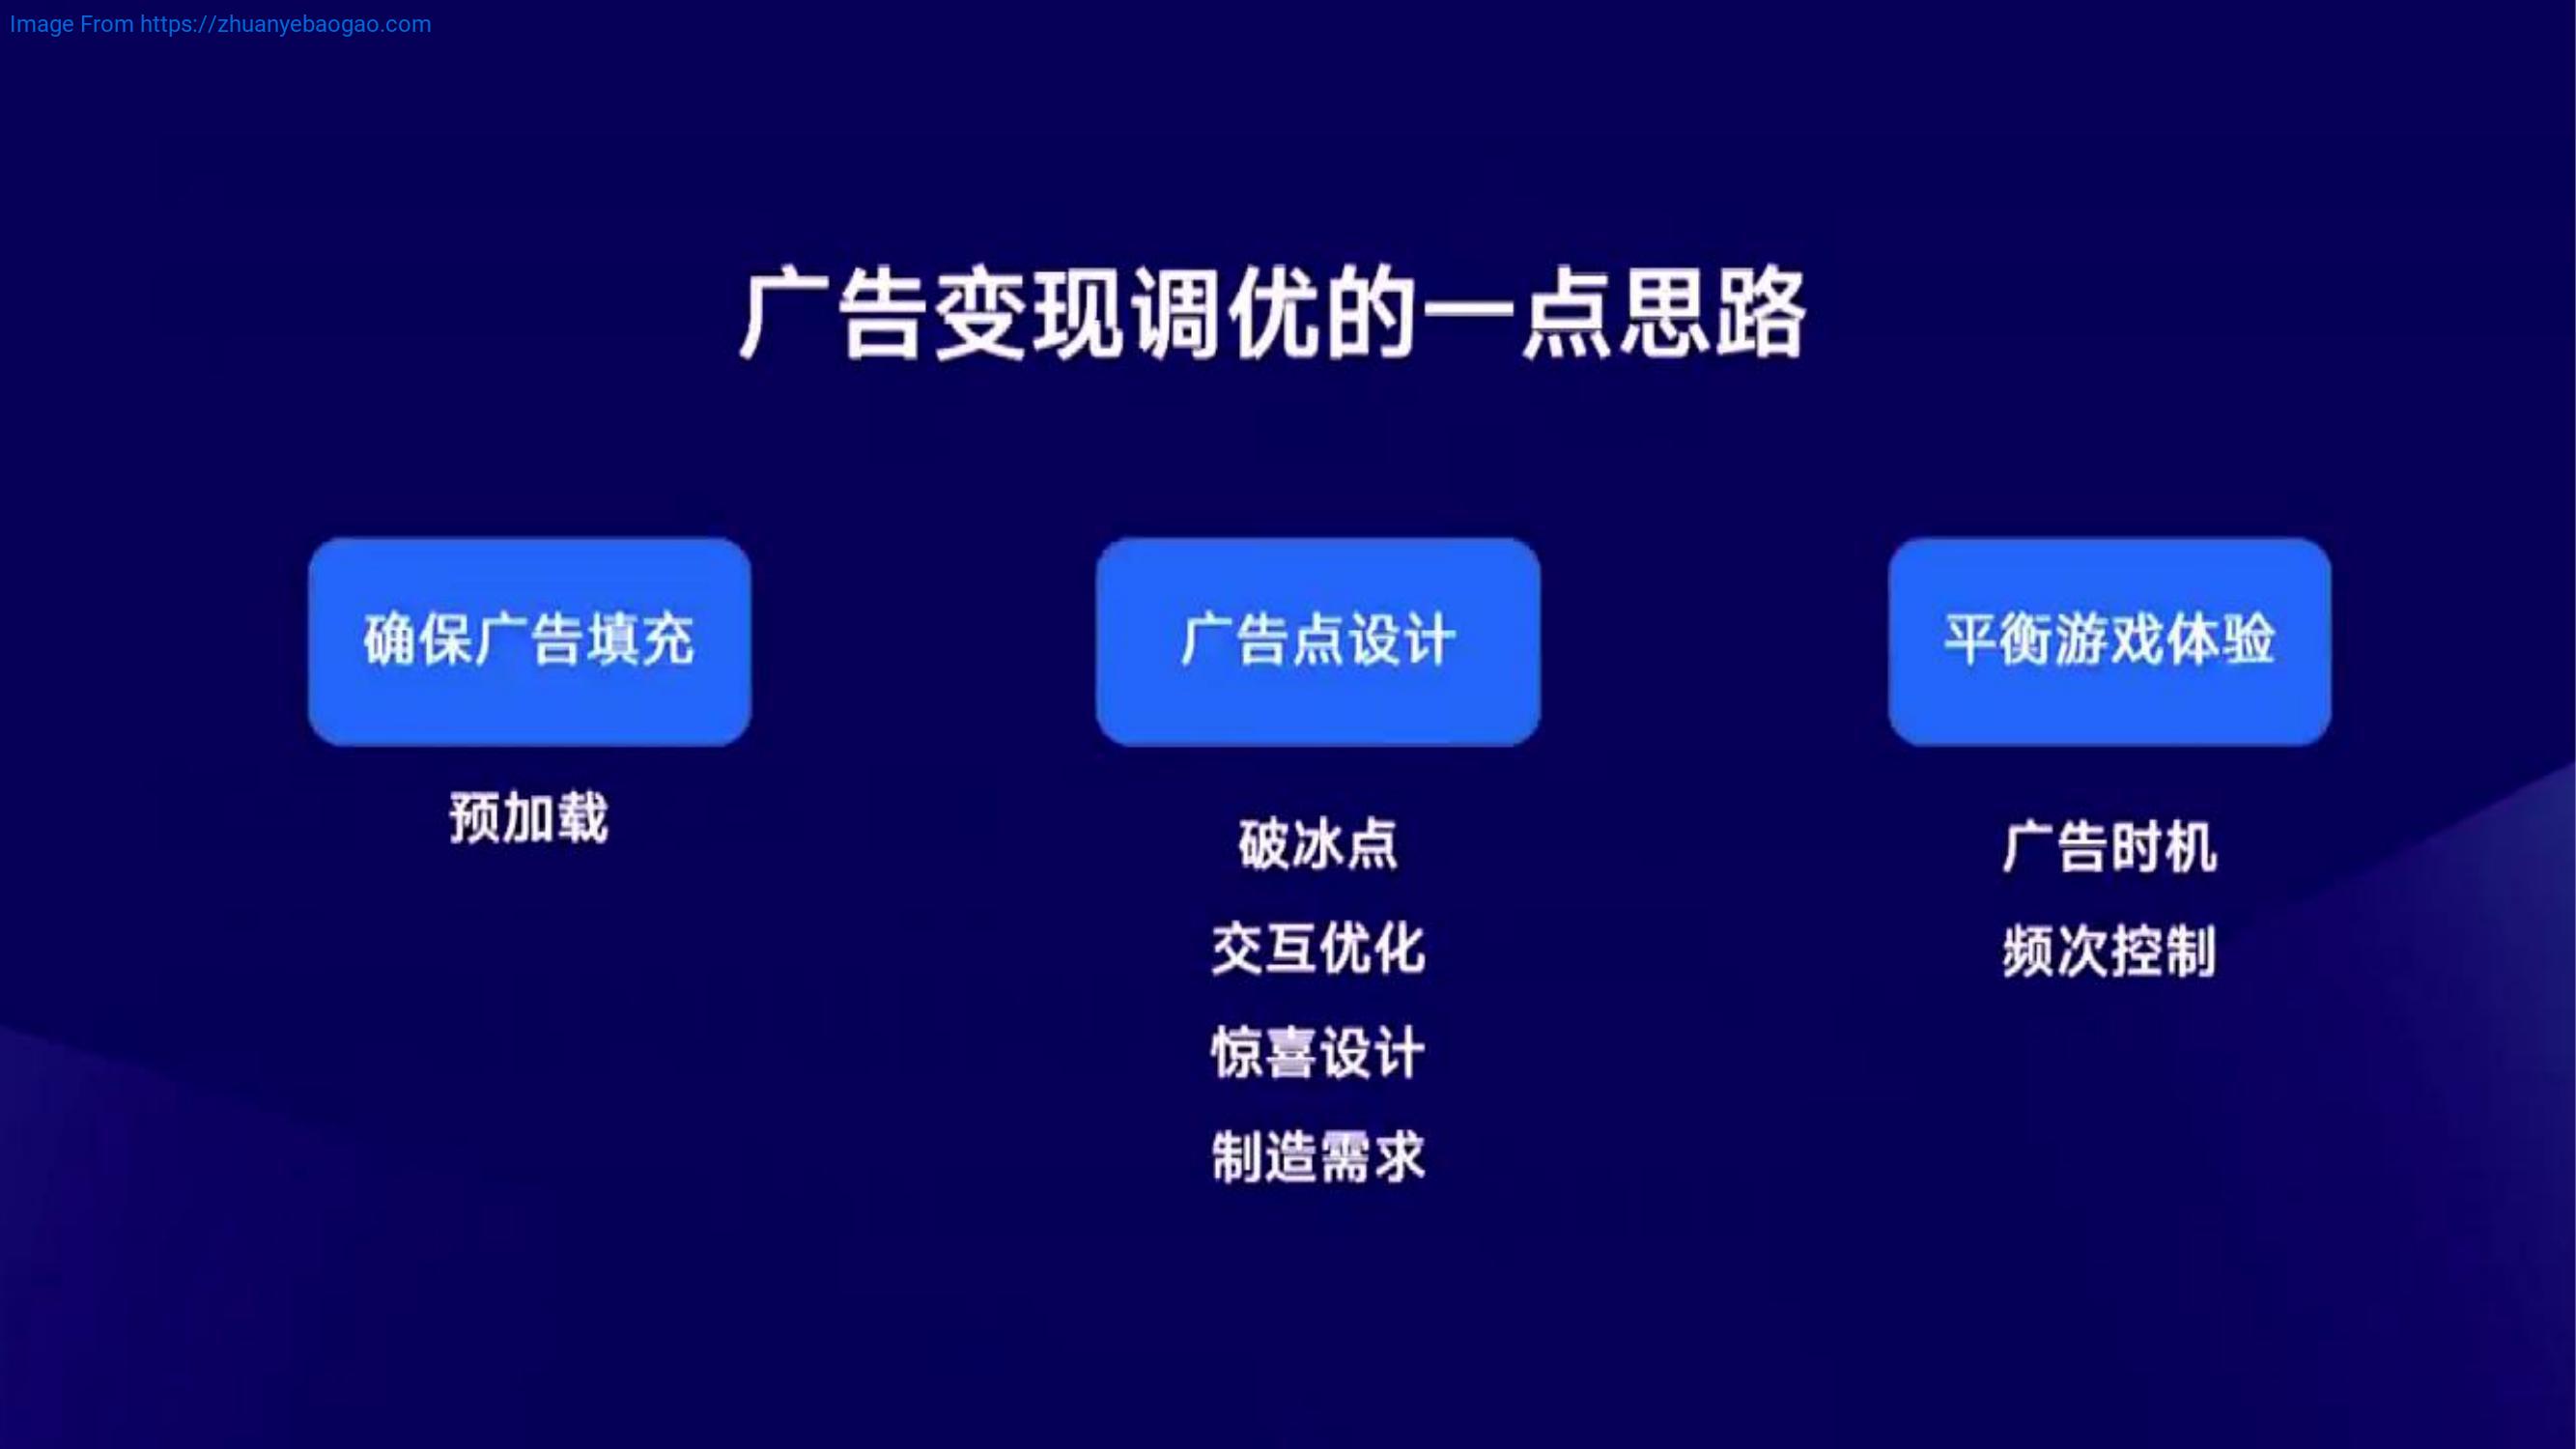 Image From https://zhuanyebaogao.com
广告变现调优的一点思路
确保广告填充
预加载
广告点设计
破冰点
交互优化
惊喜设计
制造需求
平衡游戏体验
广告时机
频次控制